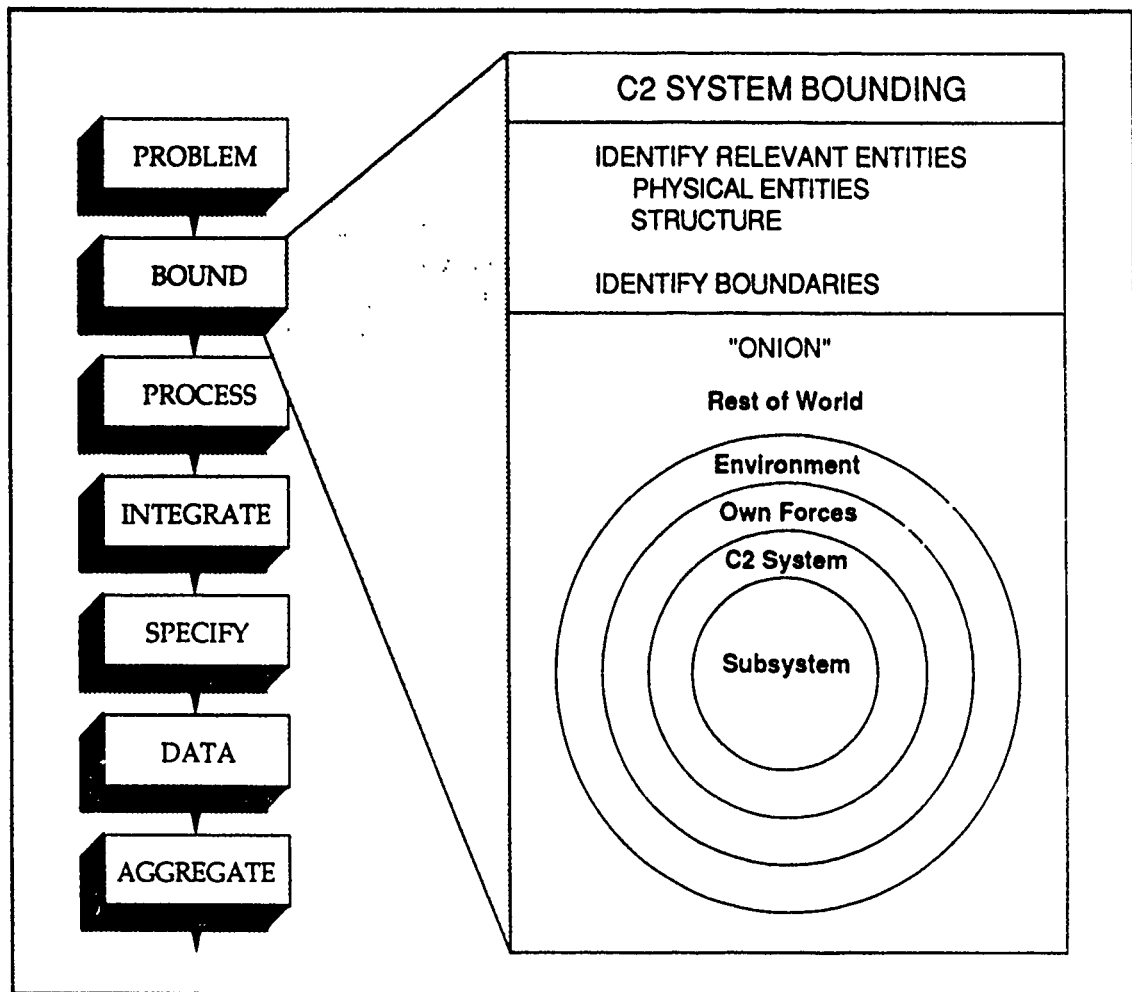 PROBLEM
BOUND
PROCESS
INTEGRATE
SPECIFY
DATA
AGGREGATE
C2 SYSTEM BOUNDING
IDENTIFY RELEVANT ENTITIES
PHYSICAL ENTITIES
STRUCTURE
IDENTIFY BOUNDARIES
"ONION"
Rest of World
Environment
Own Forces
C2 System
Subsystem